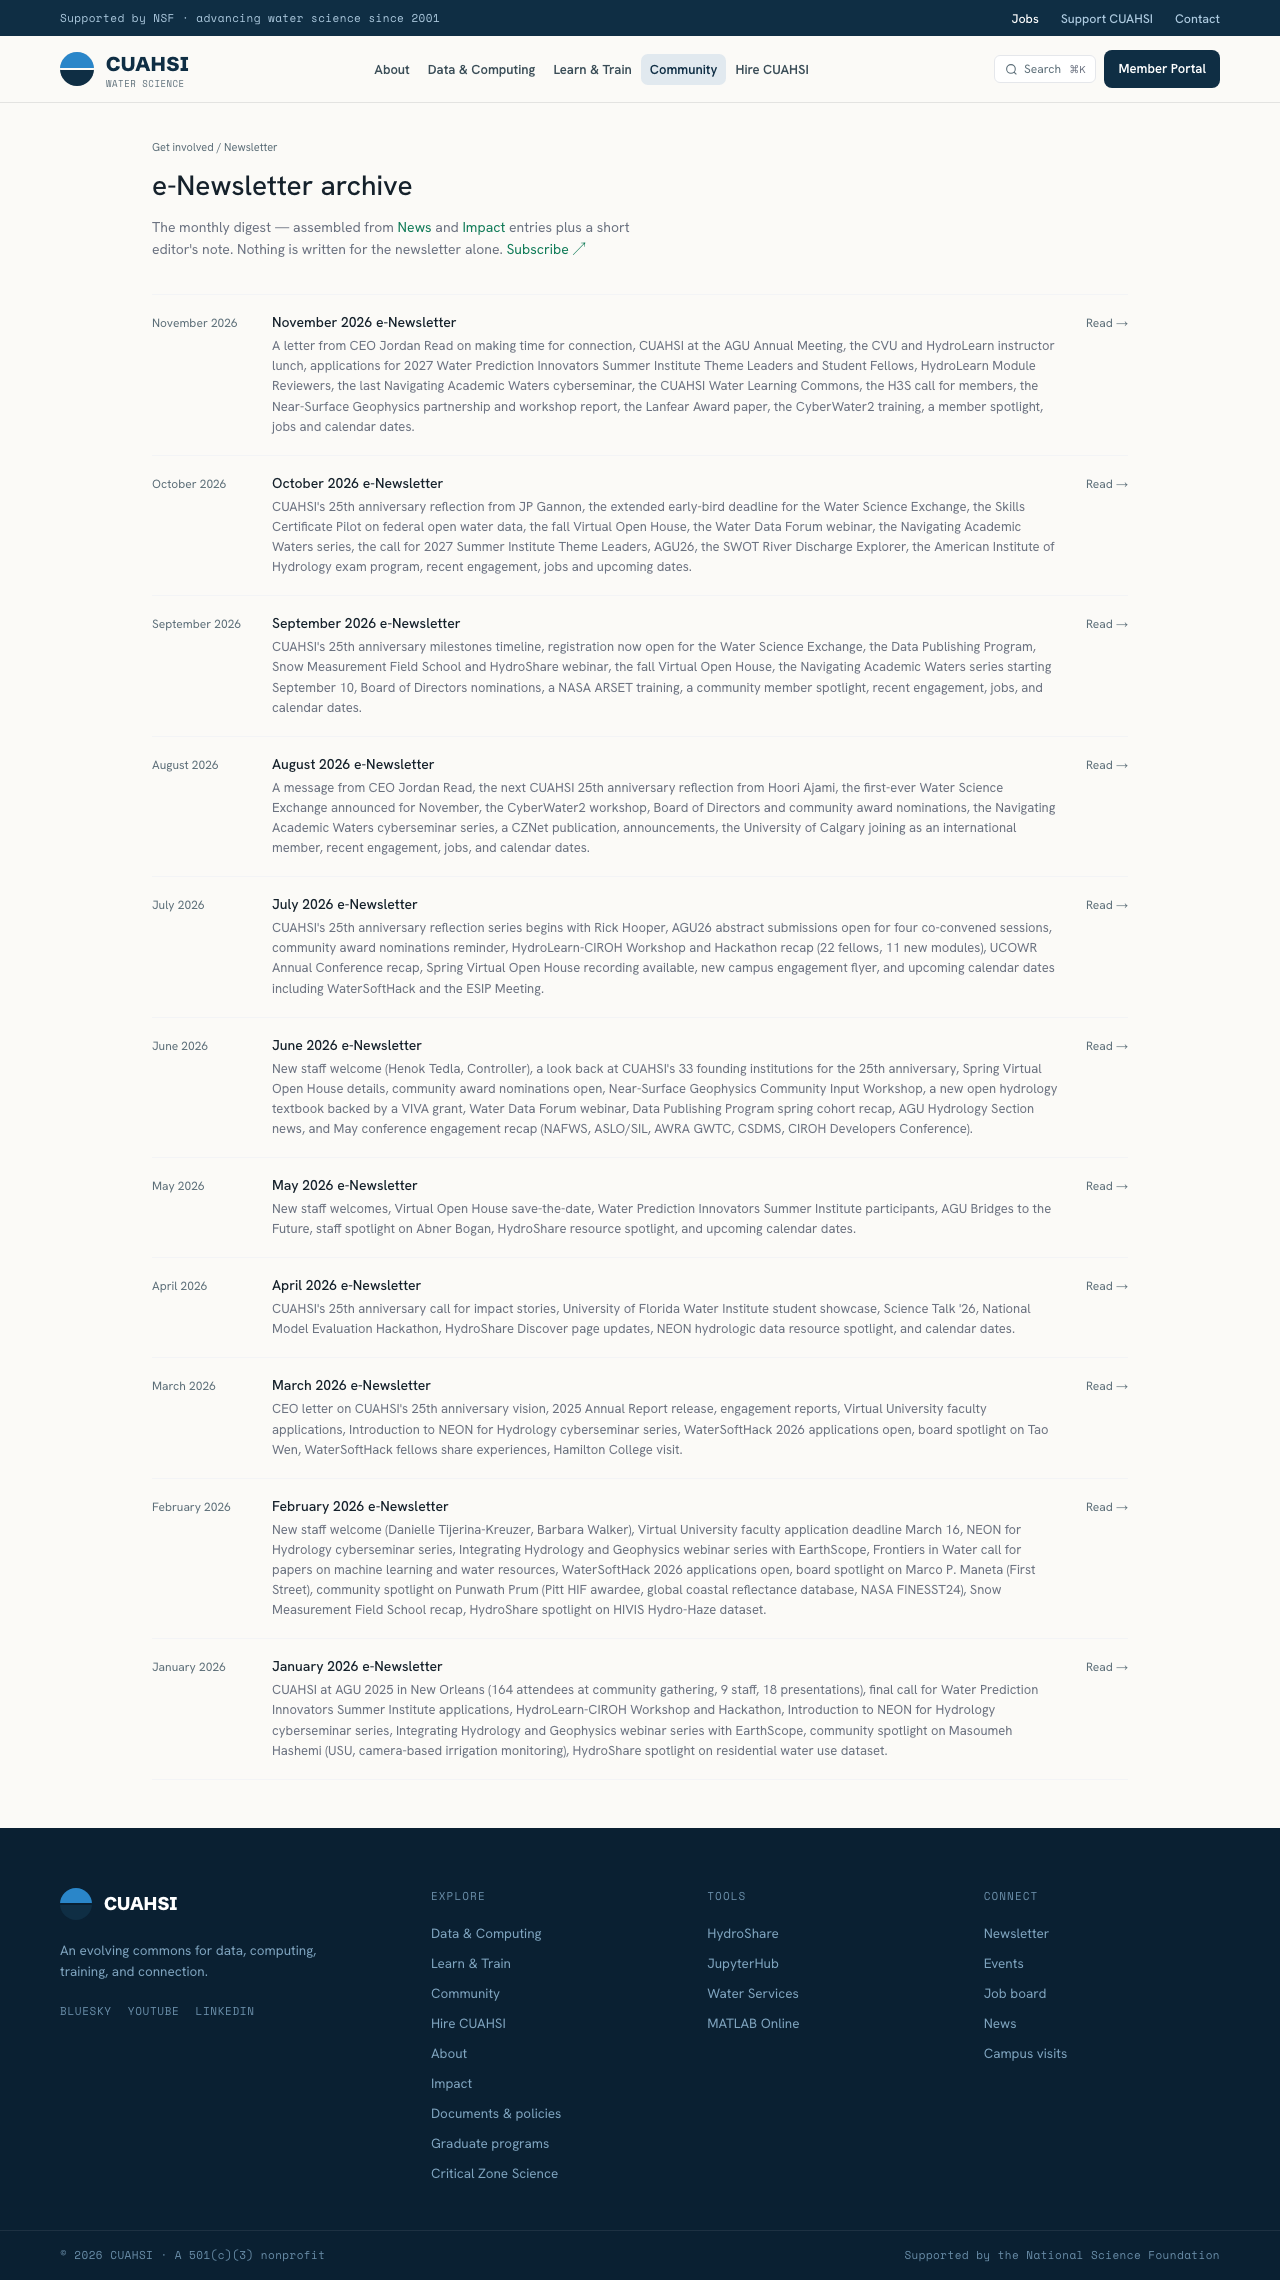 Supported by NSF · advancing water science since 2001
Jobs Support CUAHSI Contact
CUAHSI
WATER SCIENCE
About Data & Computing Learn & Train Community Hire CUAHSI
Search ⌘K
Member Portal
Get involved / Newsletter
e-Newsletter archive
The monthly digest — assembled from News and Impact entries plus a short
editor's note. Nothing is written for the newsletter alone. Subscribe ↗
November 2026
November 2026 e-Newsletter
Read →
A letter from CEO Jordan Read on making time for connection, CUAHSI at the AGU Annual Meeting, the CVU and HydroLearn instructor
lunch, applications for 2027 Water Prediction Innovators Summer Institute Theme Leaders and Student Fellows, HydroLearn Module
Reviewers, the last Navigating Academic Waters cyberseminar, the CUAHSI Water Learning Commons, the H3S call for members, the
Near-Surface Geophysics partnership and workshop report, the Lanfear Award paper, the CyberWater2 training, a member spotlight,
jobs and calendar dates.
October 2026
October 2026 e-Newsletter
Read →
CUAHSI's 25th anniversary reflection from JP Gannon, the extended early-bird deadline for the Water Science Exchange, the Skills
Certificate Pilot on federal open water data, the fall Virtual Open House, the Water Data Forum webinar, the Navigating Academic
Waters series, the call for 2027 Summer Institute Theme Leaders, AGU26, the SWOT River Discharge Explorer, the American Institute of
Hydrology exam program, recent engagement, jobs and upcoming dates.
September 2026
September 2026 e-Newsletter
Read →
CUAHSI's 25th anniversary milestones timeline, registration now open for the Water Science Exchange, the Data Publishing Program,
Snow Measurement Field School and HydroShare webinar, the fall Virtual Open House, the Navigating Academic Waters series starting
September 10, Board of Directors nominations, a NASA ARSET training, a community member spotlight, recent engagement, jobs, and
calendar dates.
August 2026
August 2026 e-Newsletter
Read →
A message from CEO Jordan Read, the next CUAHSI 25th anniversary reflection from Hoori Ajami, the first-ever Water Science
Exchange announced for November, the CyberWater2 workshop, Board of Directors and community award nominations, the Navigating
Academic Waters cyberseminar series, a CZNet publication, announcements, the University of Calgary joining as an international
member, recent engagement, jobs, and calendar dates.
July 2026
July 2026 e-Newsletter
Read →
CUAHSI's 25th anniversary reflection series begins with Rick Hooper, AGU26 abstract submissions open for four co-convened sessions,
community award nominations reminder, HydroLearn-CIROH Workshop and Hackathon recap (22 fellows, 11 new modules), UCOWR
Annual Conference recap, Spring Virtual Open House recording available, new campus engagement flyer, and upcoming calendar dates
including WaterSoftHack and the ESIP Meeting.
June 2026
June 2026 e-Newsletter
Read →
New staff welcome (Henok Tedla, Controller), a look back at CUAHSI's 33 founding institutions for the 25th anniversary, Spring Virtual
Open House details, community award nominations open, Near-Surface Geophysics Community Input Workshop, a new open hydrology
textbook backed by a VIVA grant, Water Data Forum webinar, Data Publishing Program spring cohort recap, AGU Hydrology Section
news, and May conference engagement recap (NAFWS, ASLO/SIL, AWRA GWTC, CSDMS, CIROH Developers Conference).
May 2026
May 2026 e-Newsletter
Read →
New staff welcomes, Virtual Open House save-the-date, Water Prediction Innovators Summer Institute participants, AGU Bridges to the
Future, staff spotlight on Abner Bogan, HydroShare resource spotlight, and upcoming calendar dates.
April 2026
April 2026 e-Newsletter
Read →
CUAHSI's 25th anniversary call for impact stories, University of Florida Water Institute student showcase, Science Talk '26, National
Model Evaluation Hackathon, HydroShare Discover page updates, NEON hydrologic data resource spotlight, and calendar dates.
March 2026
March 2026 e-Newsletter
Read →
CEO letter on CUAHSI's 25th anniversary vision, 2025 Annual Report release, engagement reports, Virtual University faculty
applications, Introduction to NEON for Hydrology cyberseminar series, WaterSoftHack 2026 applications open, board spotlight on Tao
Wen, WaterSoftHack fellows share experiences, Hamilton College visit.
February 2026
February 2026 e-Newsletter
Read →
New staff welcome (Danielle Tijerina-Kreuzer, Barbara Walker), Virtual University faculty application deadline March 16, NEON for
Hydrology cyberseminar series, Integrating Hydrology and Geophysics webinar series with EarthScope, Frontiers in Water call for
papers on machine learning and water resources, WaterSoftHack 2026 applications open, board spotlight on Marco P. Maneta (First
Street), community spotlight on Punwath Prum (Pitt HIF awardee, global coastal reflectance database, NASA FINESST24), Snow
Measurement Field School recap, HydroShare spotlight on HIVIS Hydro-Haze dataset.
January 2026
January 2026 e-Newsletter
Read →
CUAHSI at AGU 2025 in New Orleans (164 attendees at community gathering, 9 staff, 18 presentations), final call for Water Prediction
Innovators Summer Institute applications, HydroLearn-CIROH Workshop and Hackathon, Introduction to NEON for Hydrology
cyberseminar series, Integrating Hydrology and Geophysics webinar series with EarthScope, community spotlight on Masoumeh
Hashemi (USU, camera-based irrigation monitoring), HydroShare spotlight on residential water use dataset.
CUAHSI
An evolving commons for data, computing,
training, and connection.
BLUESKY YOUTUBE LINKEDIN
EXPLORE
Data & Computing
Learn & Train
Community
Hire CUAHSI
About
Impact
Documents & policies
Graduate programs
Critical Zone Science
TOOLS
HydroShare
JupyterHub
Water Services
MATLAB Online
CONNECT
Newsletter
Events
Job board
News
Campus visits
© 2026 CUAHSI · A 501(c)(3) nonprofit
Supported by the National Science Foundation